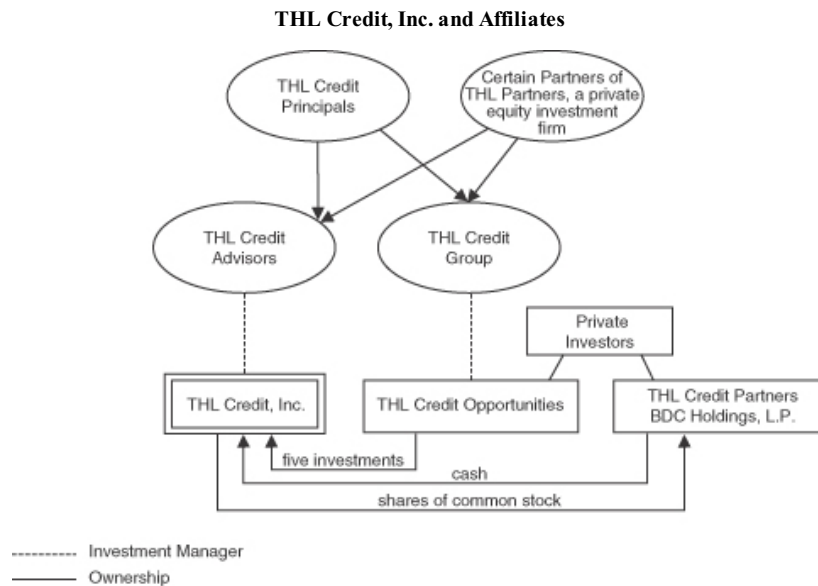 THL Credit, Inc. and Affiliates
THL Credit
Principals
Certain Partners of
THL Partners, a private
equity investment
firm
THL Credit
Advisors
THL Credit
Group
Private
Investors
THL Credit, Inc.
THL Credit Opportunities
THL Credit Partners
BDC Holdings, L.P.
five investments
cash
shares of common stock
Investment Manager
Ownership